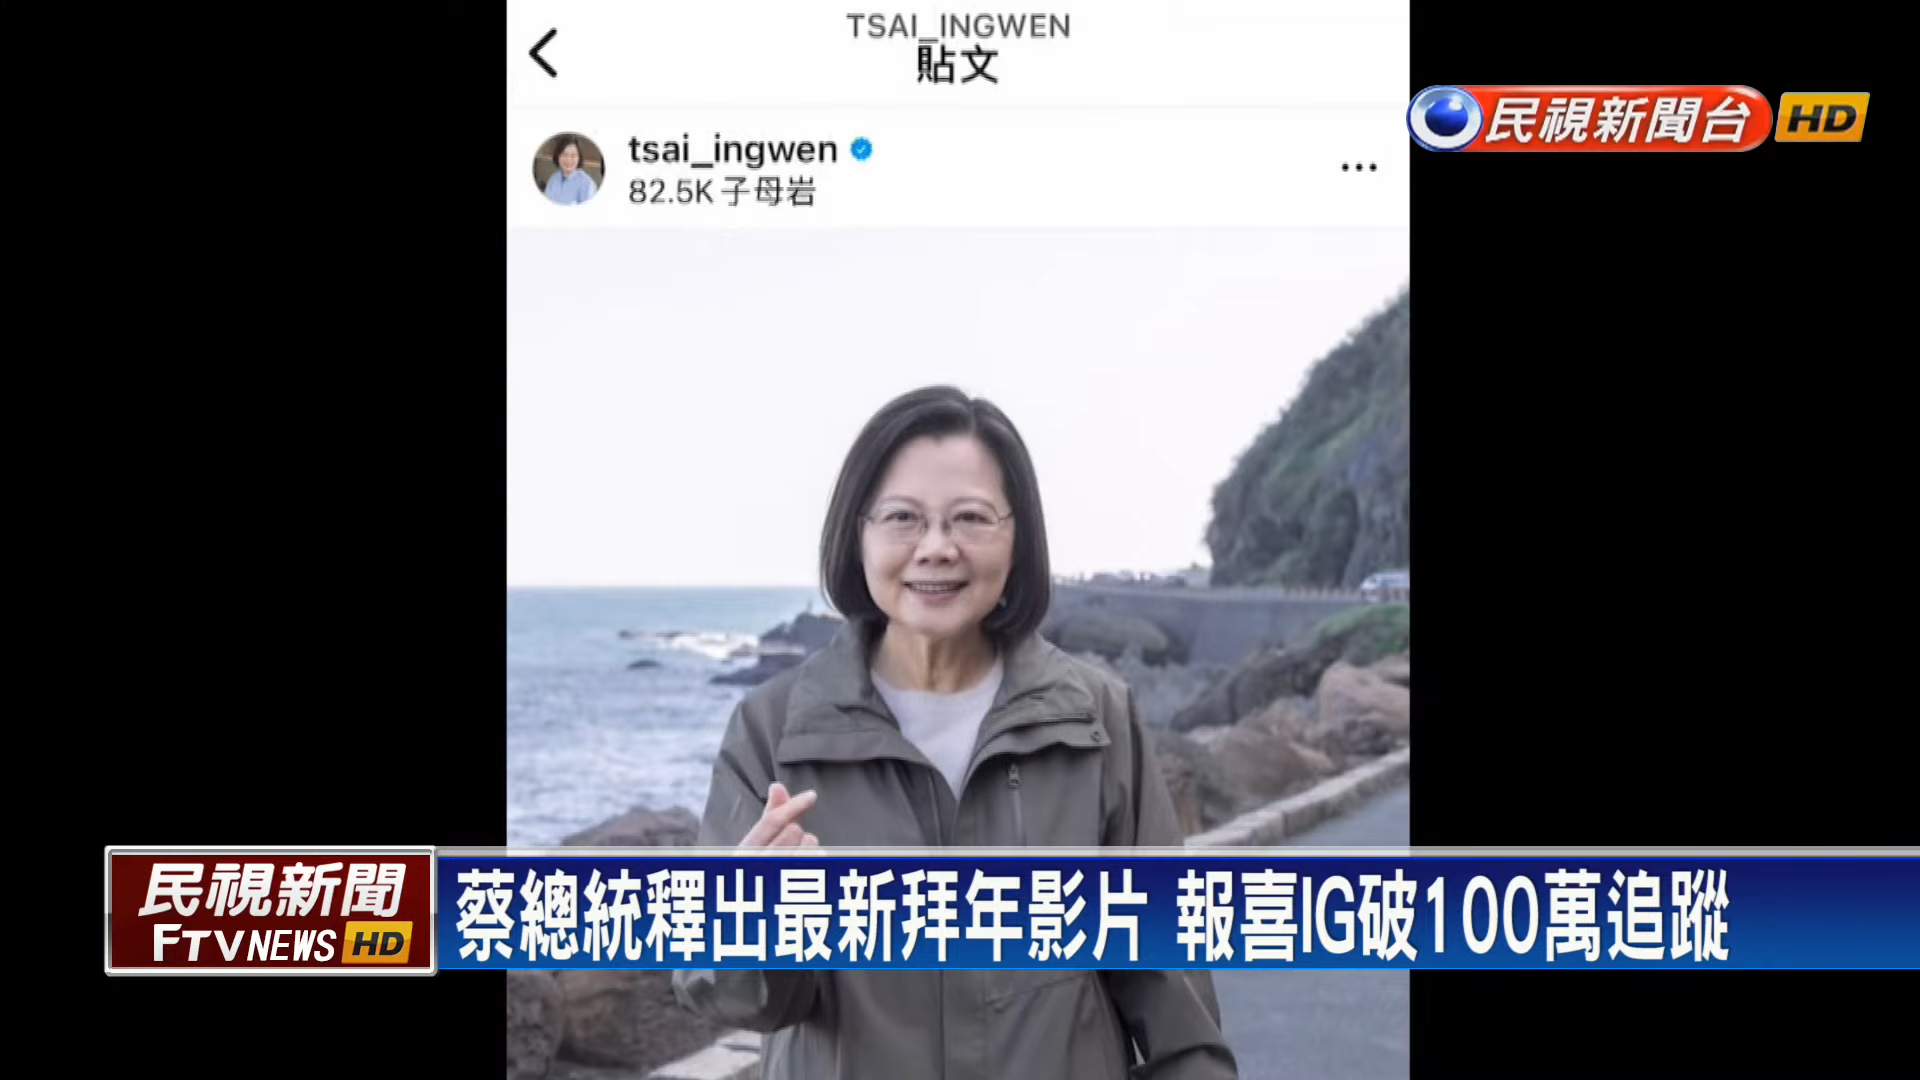 TSAI_INGWEN
貼文
民視新聞台 HD
tsai_ingwen
82.5K 子母岩
民視新聞
FTVNEWS HD
蔡總統釋出最新拜年影片 報喜IG破100萬追蹤